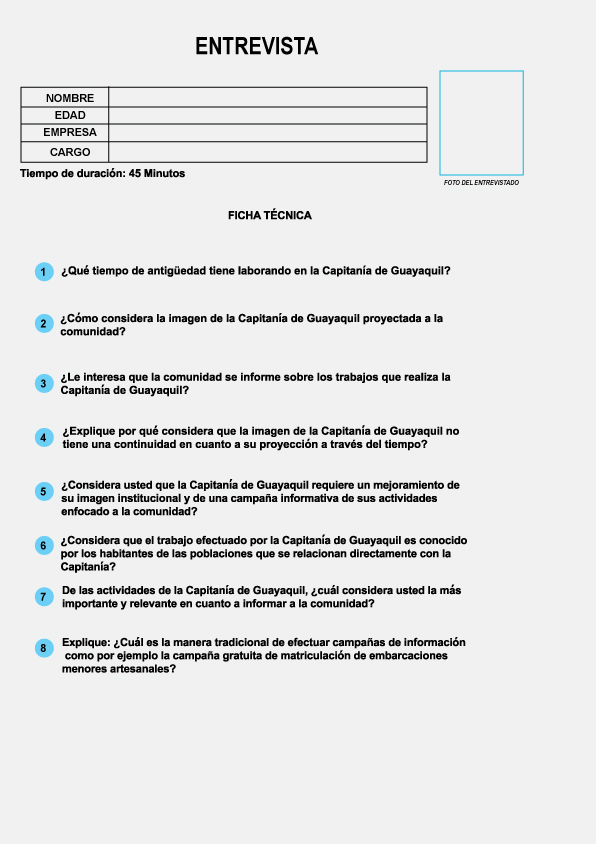 ENTREVISTA
NOMBRE
EDAD
EMPRESA
CARGO
FOTO DEL ENTREVISTADO
Tiempo de duración: 45 Minutos
FICHA TÉCNICA
1 ¿Qué tiempo de antigüedad tiene laborando en la Capitanía de Guayaquil?
2 ¿Cómo considera la imagen de la Capitanía de Guayaquil proyectada a la
comunidad?
3 ¿Le interesa que la comunidad se informe sobre los trabajos que realiza la
Capitanía de Guayaquil?
4 ¿Explique por qué considera que la imagen de la Capitanía de Guayaquil no
tiene una continuidad en cuanto a su proyección a través del tiempo?
5 ¿Considera usted que la Capitanía de Guayaquil requiere un mejoramiento de
su imagen institucional y de una campaña informativa de sus actividades
enfocado a la comunidad?
6 ¿Considera que el trabajo efectuado por la Capitanía de Guayaquil es conocido
por los habitantes de las poblaciones que se relacionan directamente con la
Capitanía?
7 De las actividades de la Capitanía de Guayaquil, ¿cuál considera usted la más
importante y relevante en cuanto a informar a la comunidad?
8 Explique: ¿Cuál es la manera tradicional de efectuar campañas de información
como por ejemplo la campaña gratuita de matriculación de embarcaciones
menores artesanales?